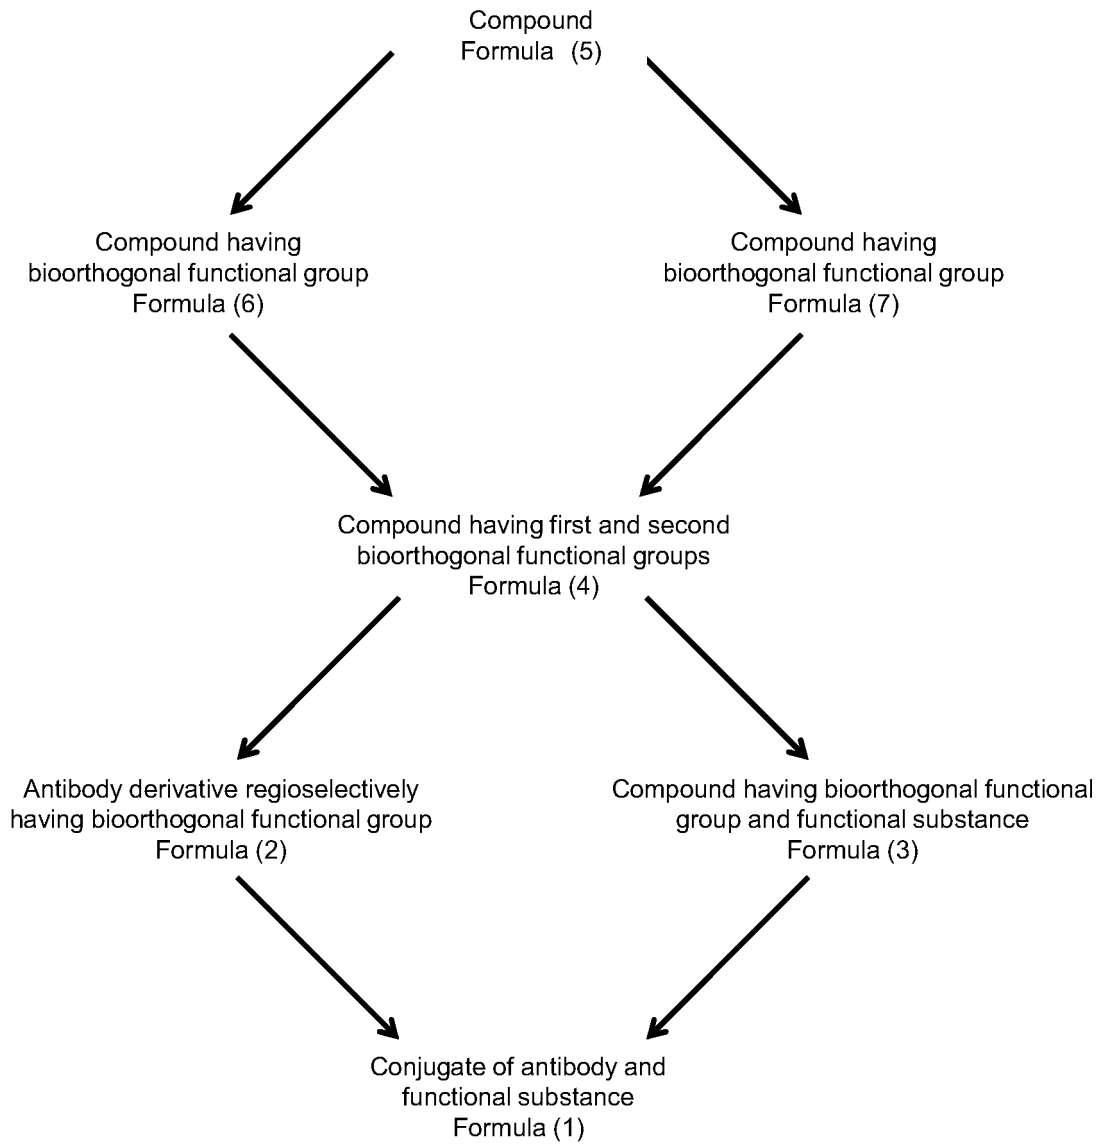 Compound
Formula (5)
Compound having
bioorthogonal functional group
Formula (6)
Compound having
bioorthogonal functional group
Formula (7)
Compound having first and second
bioorthogonal functional groups
Formula (4)
Antibody derivative regioselectively
having bioorthogonal functional group
Formula (2)
Compound having bioorthogonal functional
group and functional substance
Formula (3)
Conjugate of antibody and
functional substance
Formula (1)